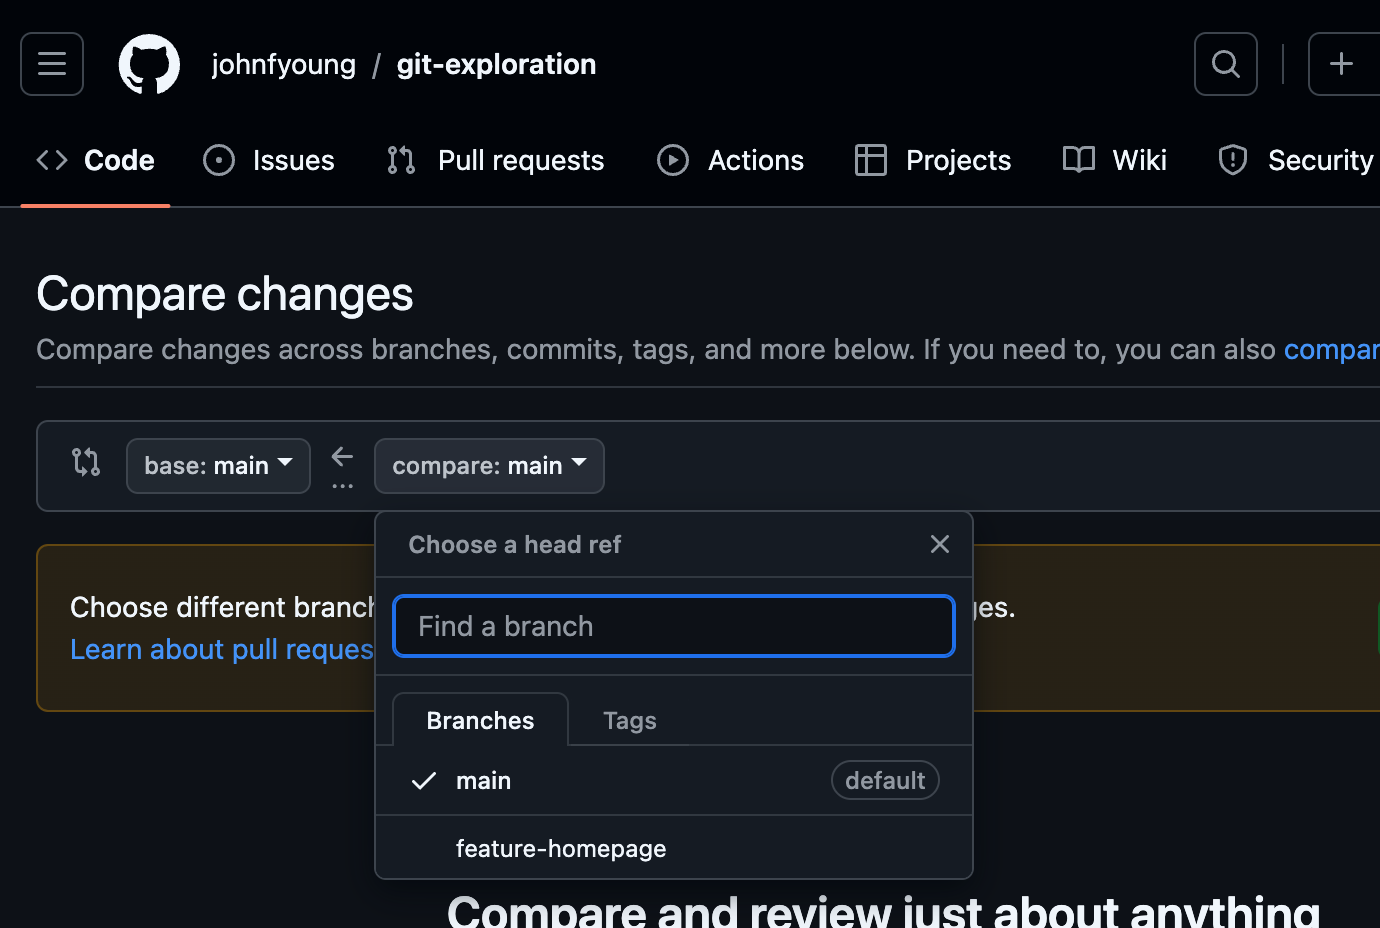 johnfyoung / git-exploration
Code Issues Pull requests Actions Projects Wiki Security
Compare changes
Compare changes across branches, commits, tags, and more below. If you need to, you can also compar
base: main compare: main
Choose a head ref
Choose different branch es.
Learn about pull reques
Find a branch
Branches Tags
main default
feature-homepage
Compare and review just about anything